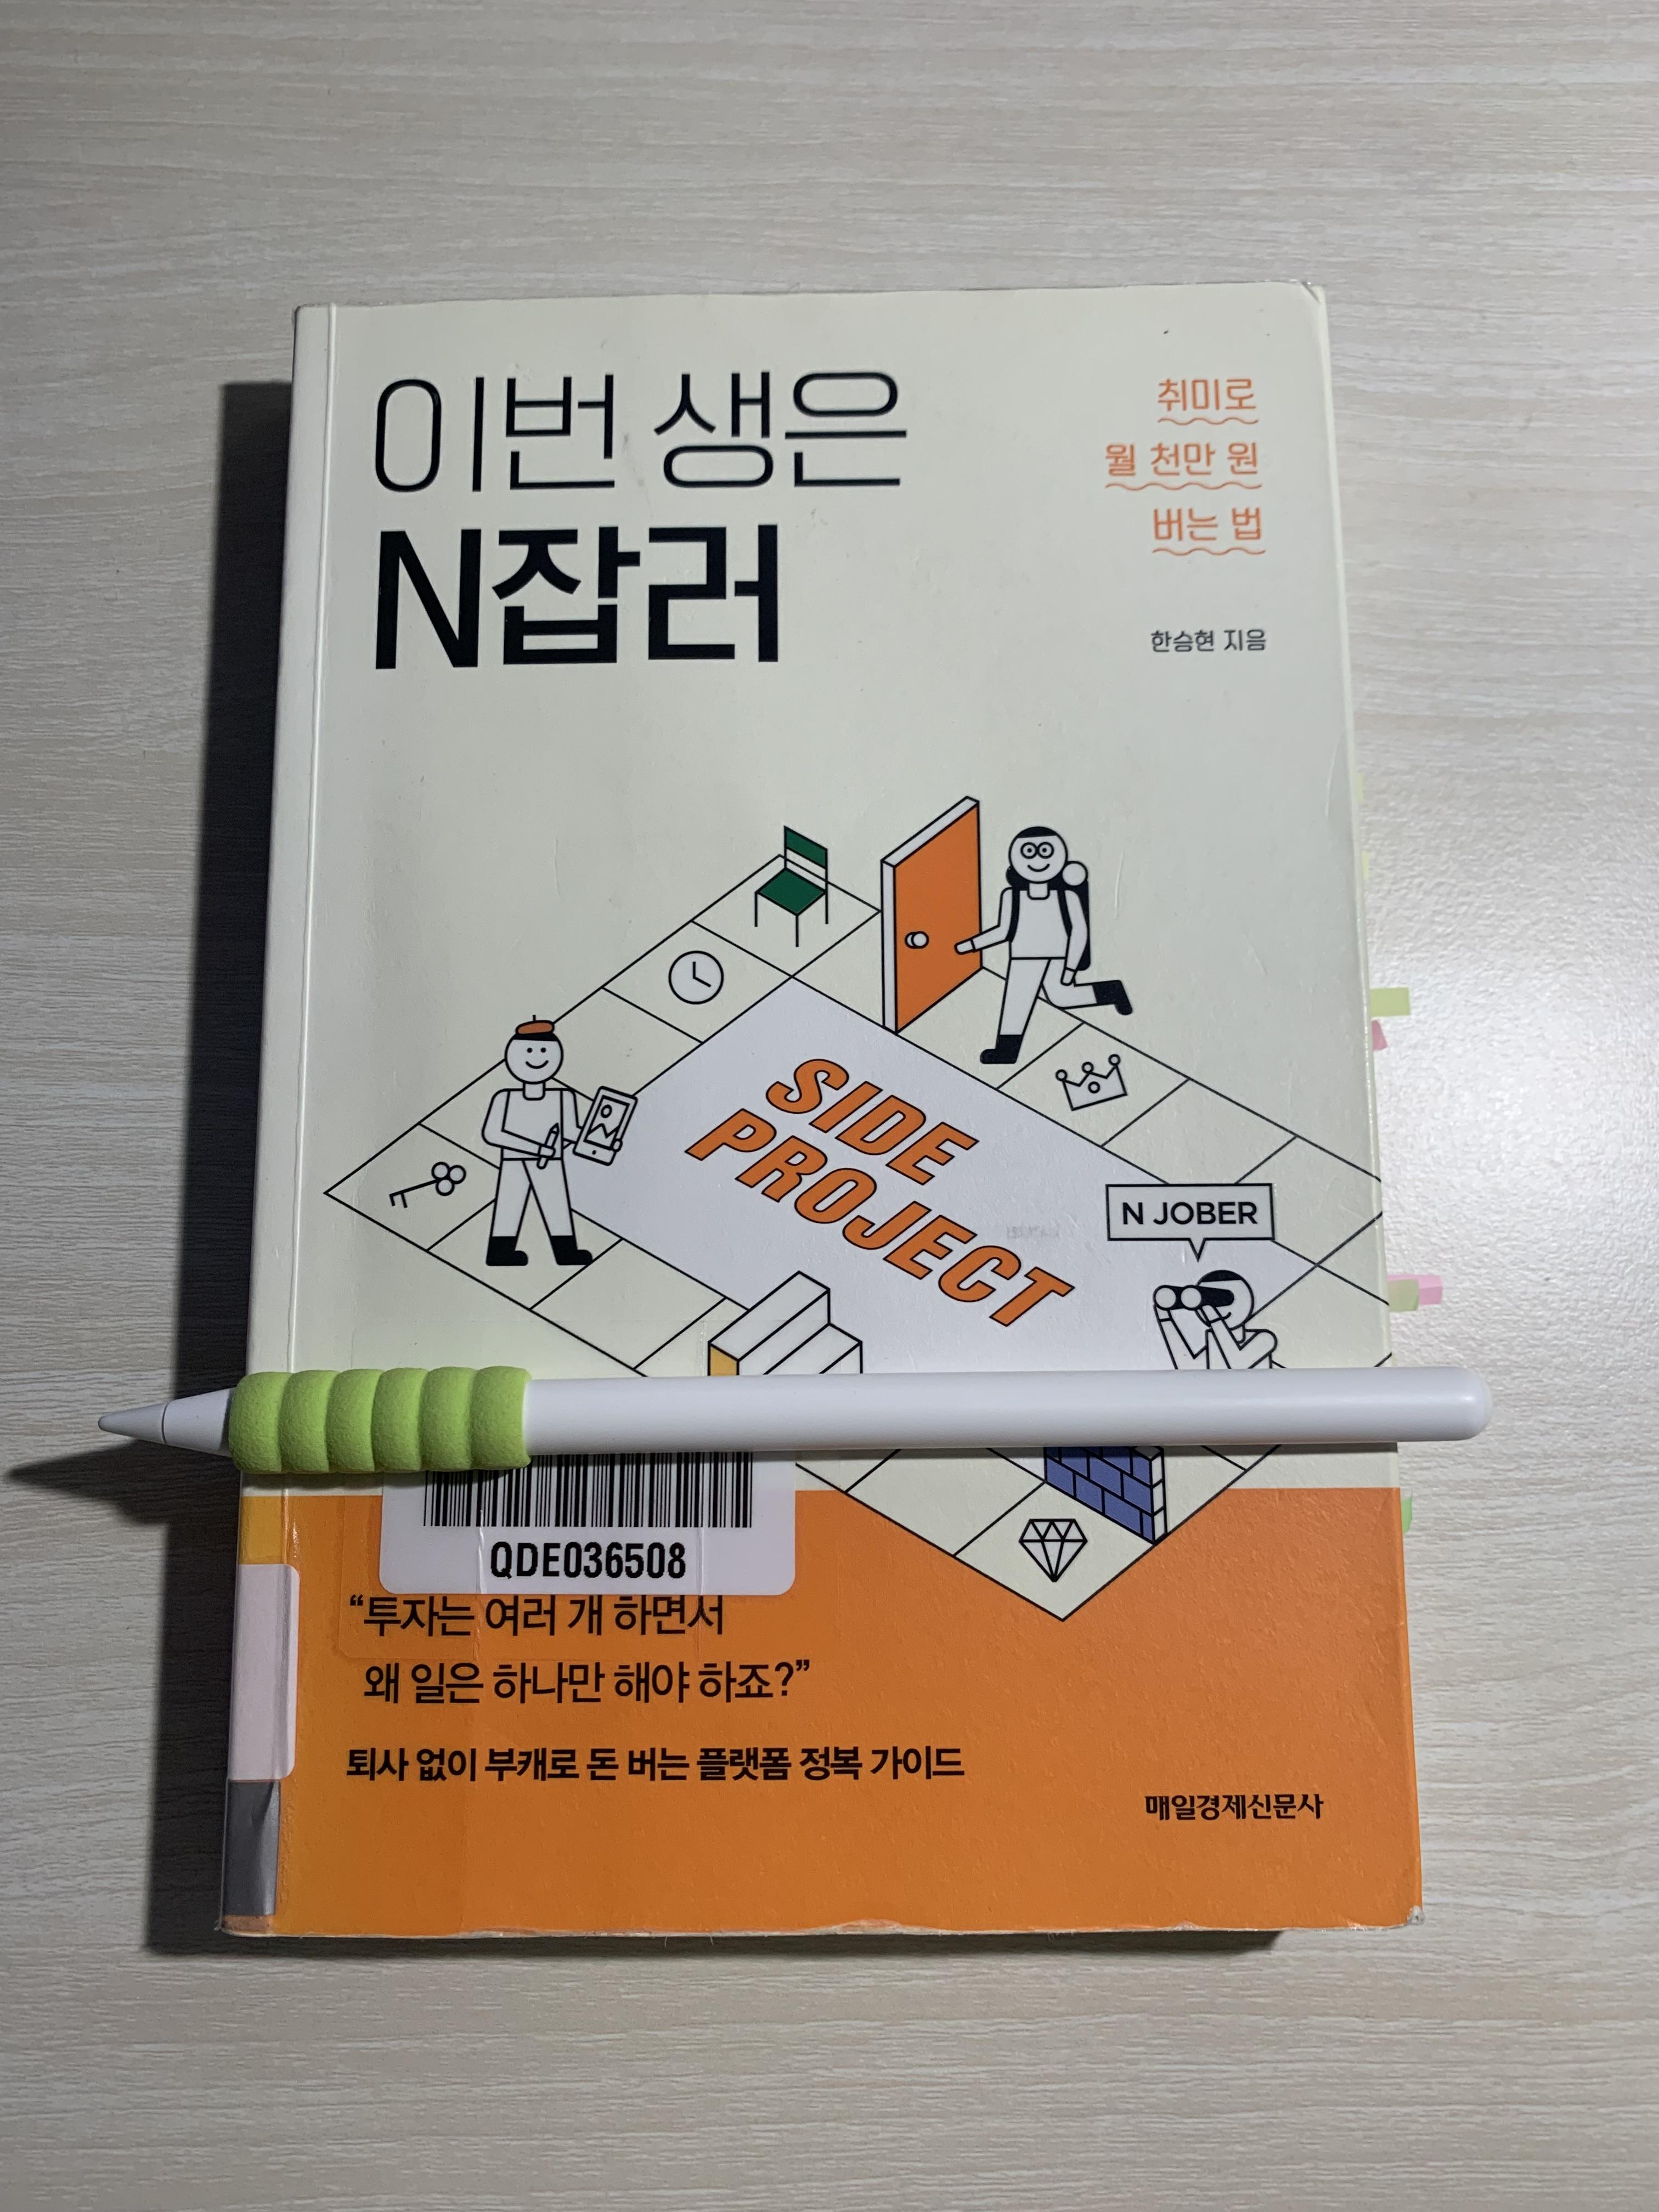 이번 생은
N잡러
취미로
월 천만 원
버는 법
한승현 지음
SIDE
PROJECT
N JOBER
QDE036508
“투자는 여러 개 하면서
왜 일은 하나만 해야 하죠?”
퇴사 없이 부캐로 돈 버는 플랫폼 정복 가이드
매일경제신문사